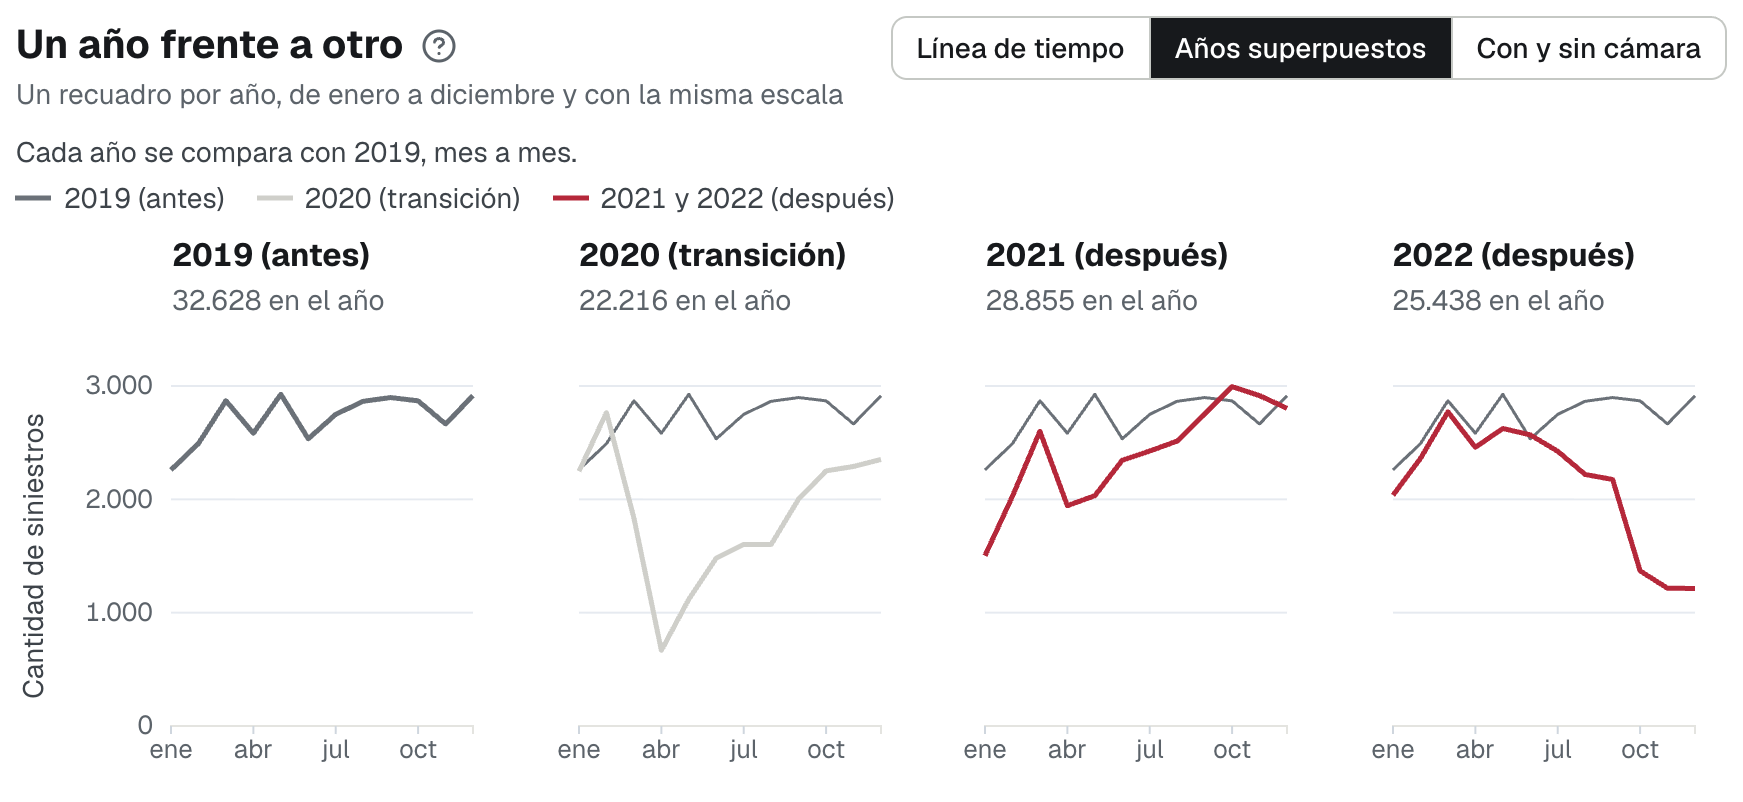 Un año frente a otro
?
Línea de tiempo
Años superpuestos
Con y sin cámara
Un recuadro por año, de enero a diciembre y con la misma escala
Cada año se compara con 2019, mes a mes.
2019 (antes)
2020 (transición)
2021 y 2022 (después)
2019 (antes)
32.628 en el año
2020 (transición)
22.216 en el año
2021 (después)
28.855 en el año
2022 (después)
25.438 en el año
Cantidad de siniestros
3.000
2.000
1.000
0
ene abr jul oct
ene abr jul oct
ene abr jul oct
ene abr jul oct